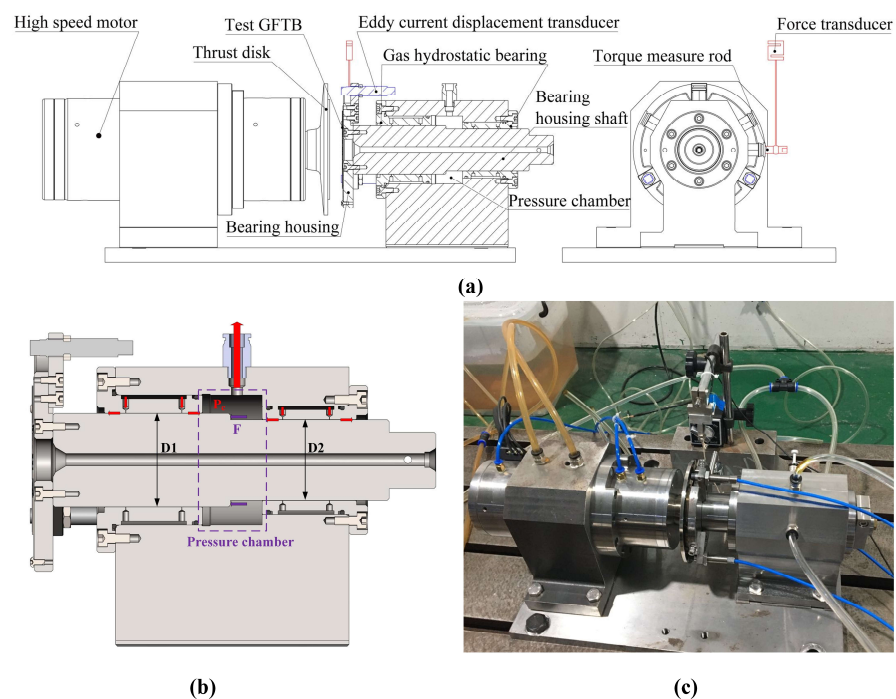 High speed motor
Test GFTB
Thrust disk
Eddy current displacement transducer
Gas hydrostatic bearing
Force transducer
Torque measure rod
Bearing
housing shaft
Pressure chamber
Bearing housing
(a)
F
D1
D2
Pressure chamber
(b)
(c)